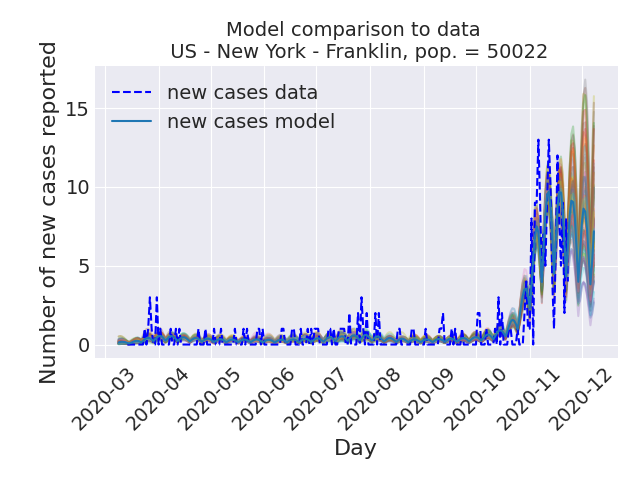 Model comparison to data
US - New York - Franklin, pop. = 50022
Number of new cases reported
15
10
5
0
new cases data
new cases model
2020-03
2020-04
2020-05
2020-06
2020-07
2020-08
2020-09
2020-10
2020-11
2020-12
Day